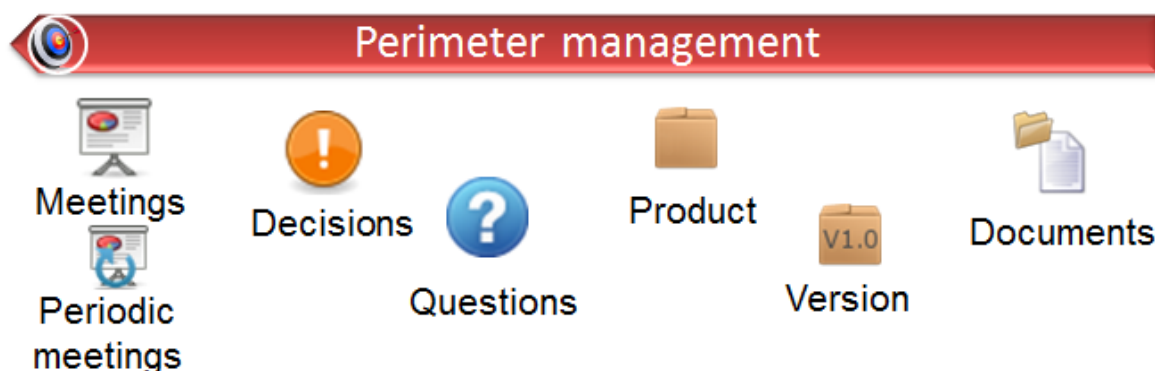 Perimeter management
Meetings
Decisions
Product
Documents
V1.0
Periodic
meetings
Questions
Version